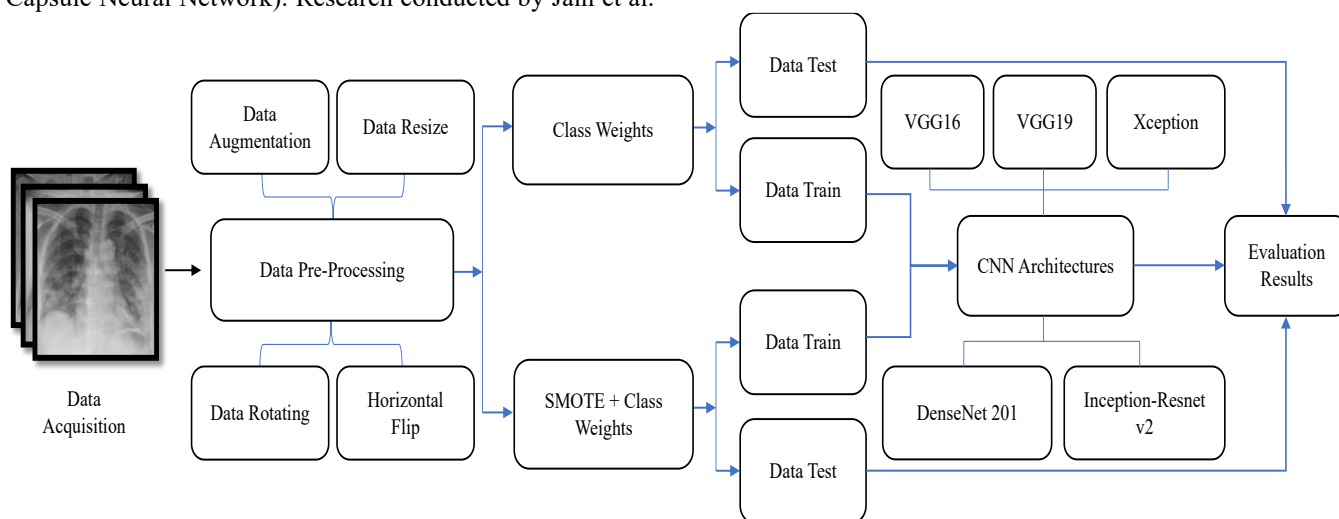 Capsule Neural Network). Research conducted by Jain et al.
Data
Augmentation
Data Resize
Data Pre-Processing
Data Rotating
Horizontal
Flip
Data
Acquisition
Class Weights
SMOTE + Class
Weights
Data Test
Data Train
Data Train
Data Test
VGG16
VGG19
Xception
CNN Architectures
DenseNet 201
Inception-Resnet
v2
Evaluation
Results